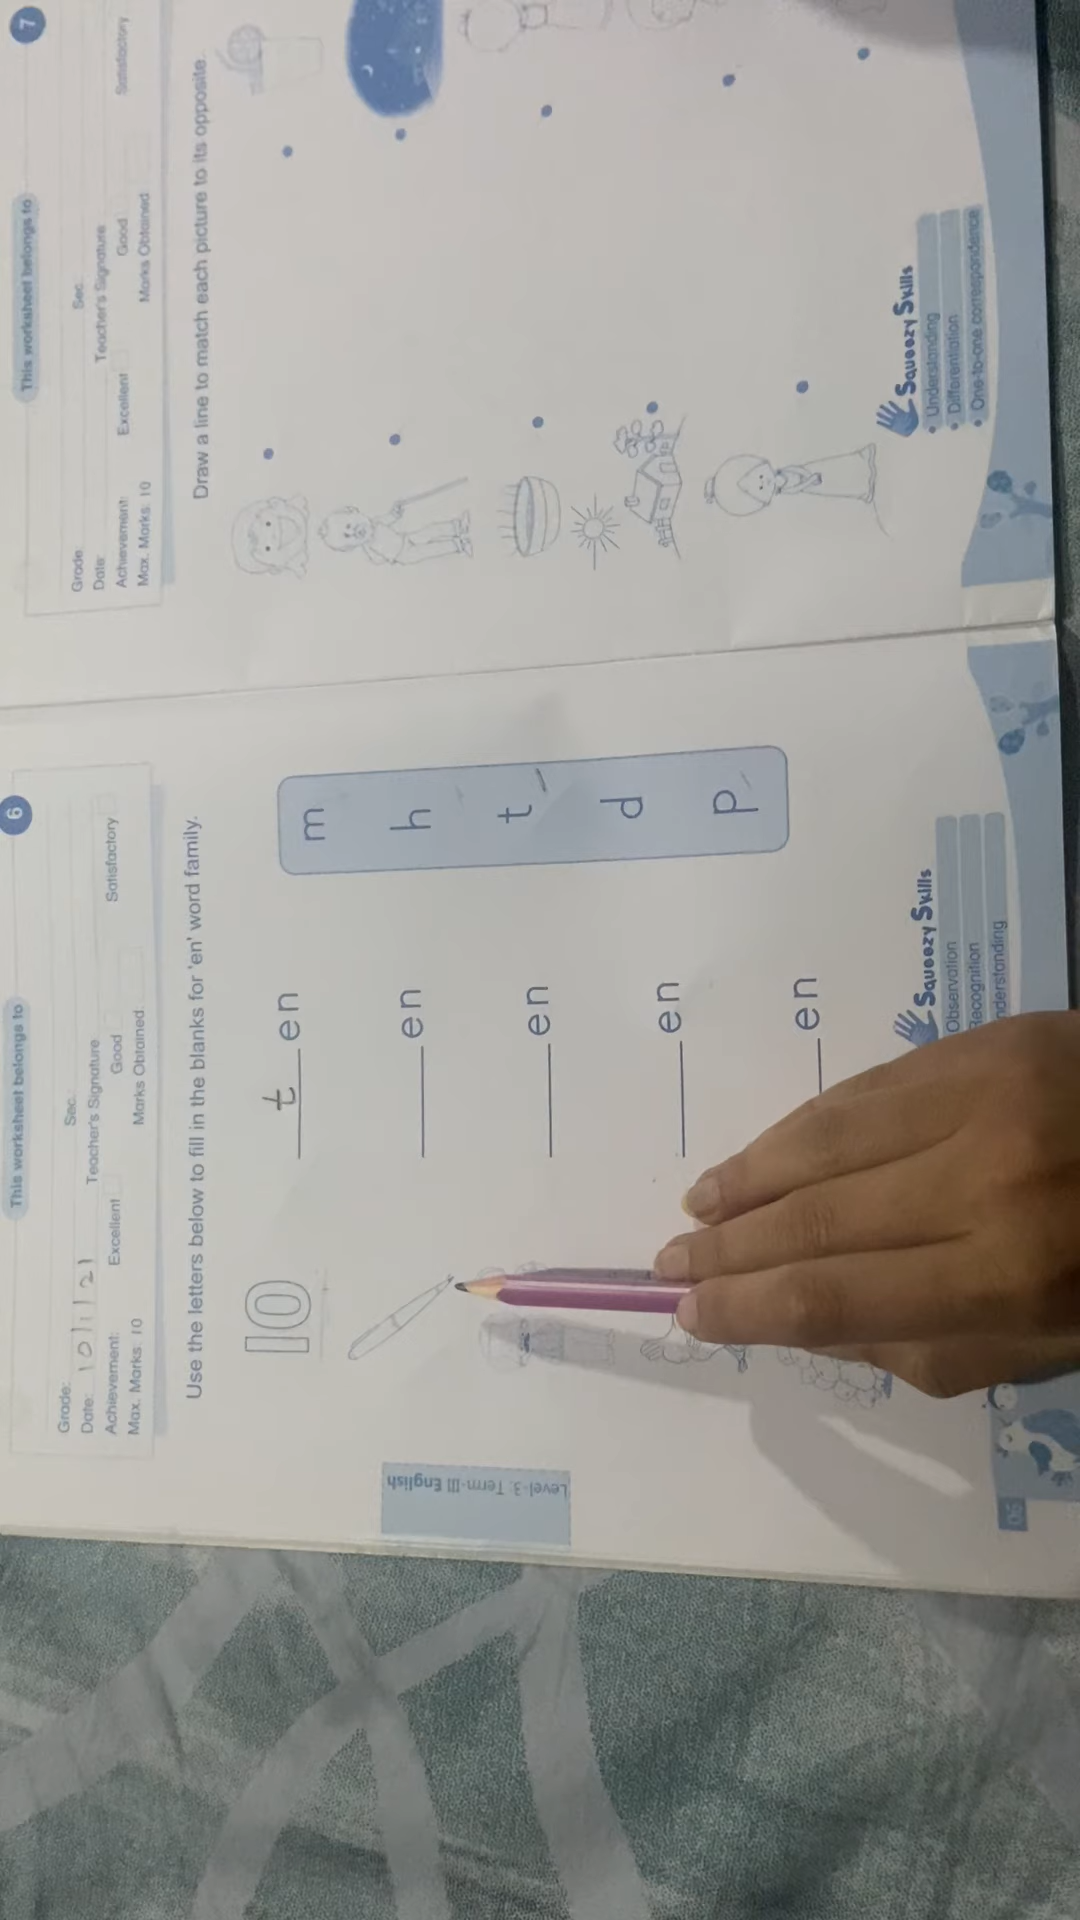 This worksheet belongs to
6
Grade:
Sec.
Date: 10/1/21
Teacher's Signature
Achievement:
Excellent
Good
Satisfactory
Max. Marks: 10
Marks Obtained
Use the letters below to fill in the blanks for 'en' word family.
10
t en
en
en
en
en
m
h
t
d
p
Level-3: Term-III English
Squeezy Skills
Observation
Recognition
nderstanding
06
This worksheet belongs to
7
Grade
Sec.
Date
Teacher's Signature
Achievement:
Excellent
Good
Satisfactory
Max. Marks: 10
Marks Obtained
Draw a line to match each picture to its opposite.
Squeezy Skills
• Understanding
• Differentiation
• One-to-one correspondence